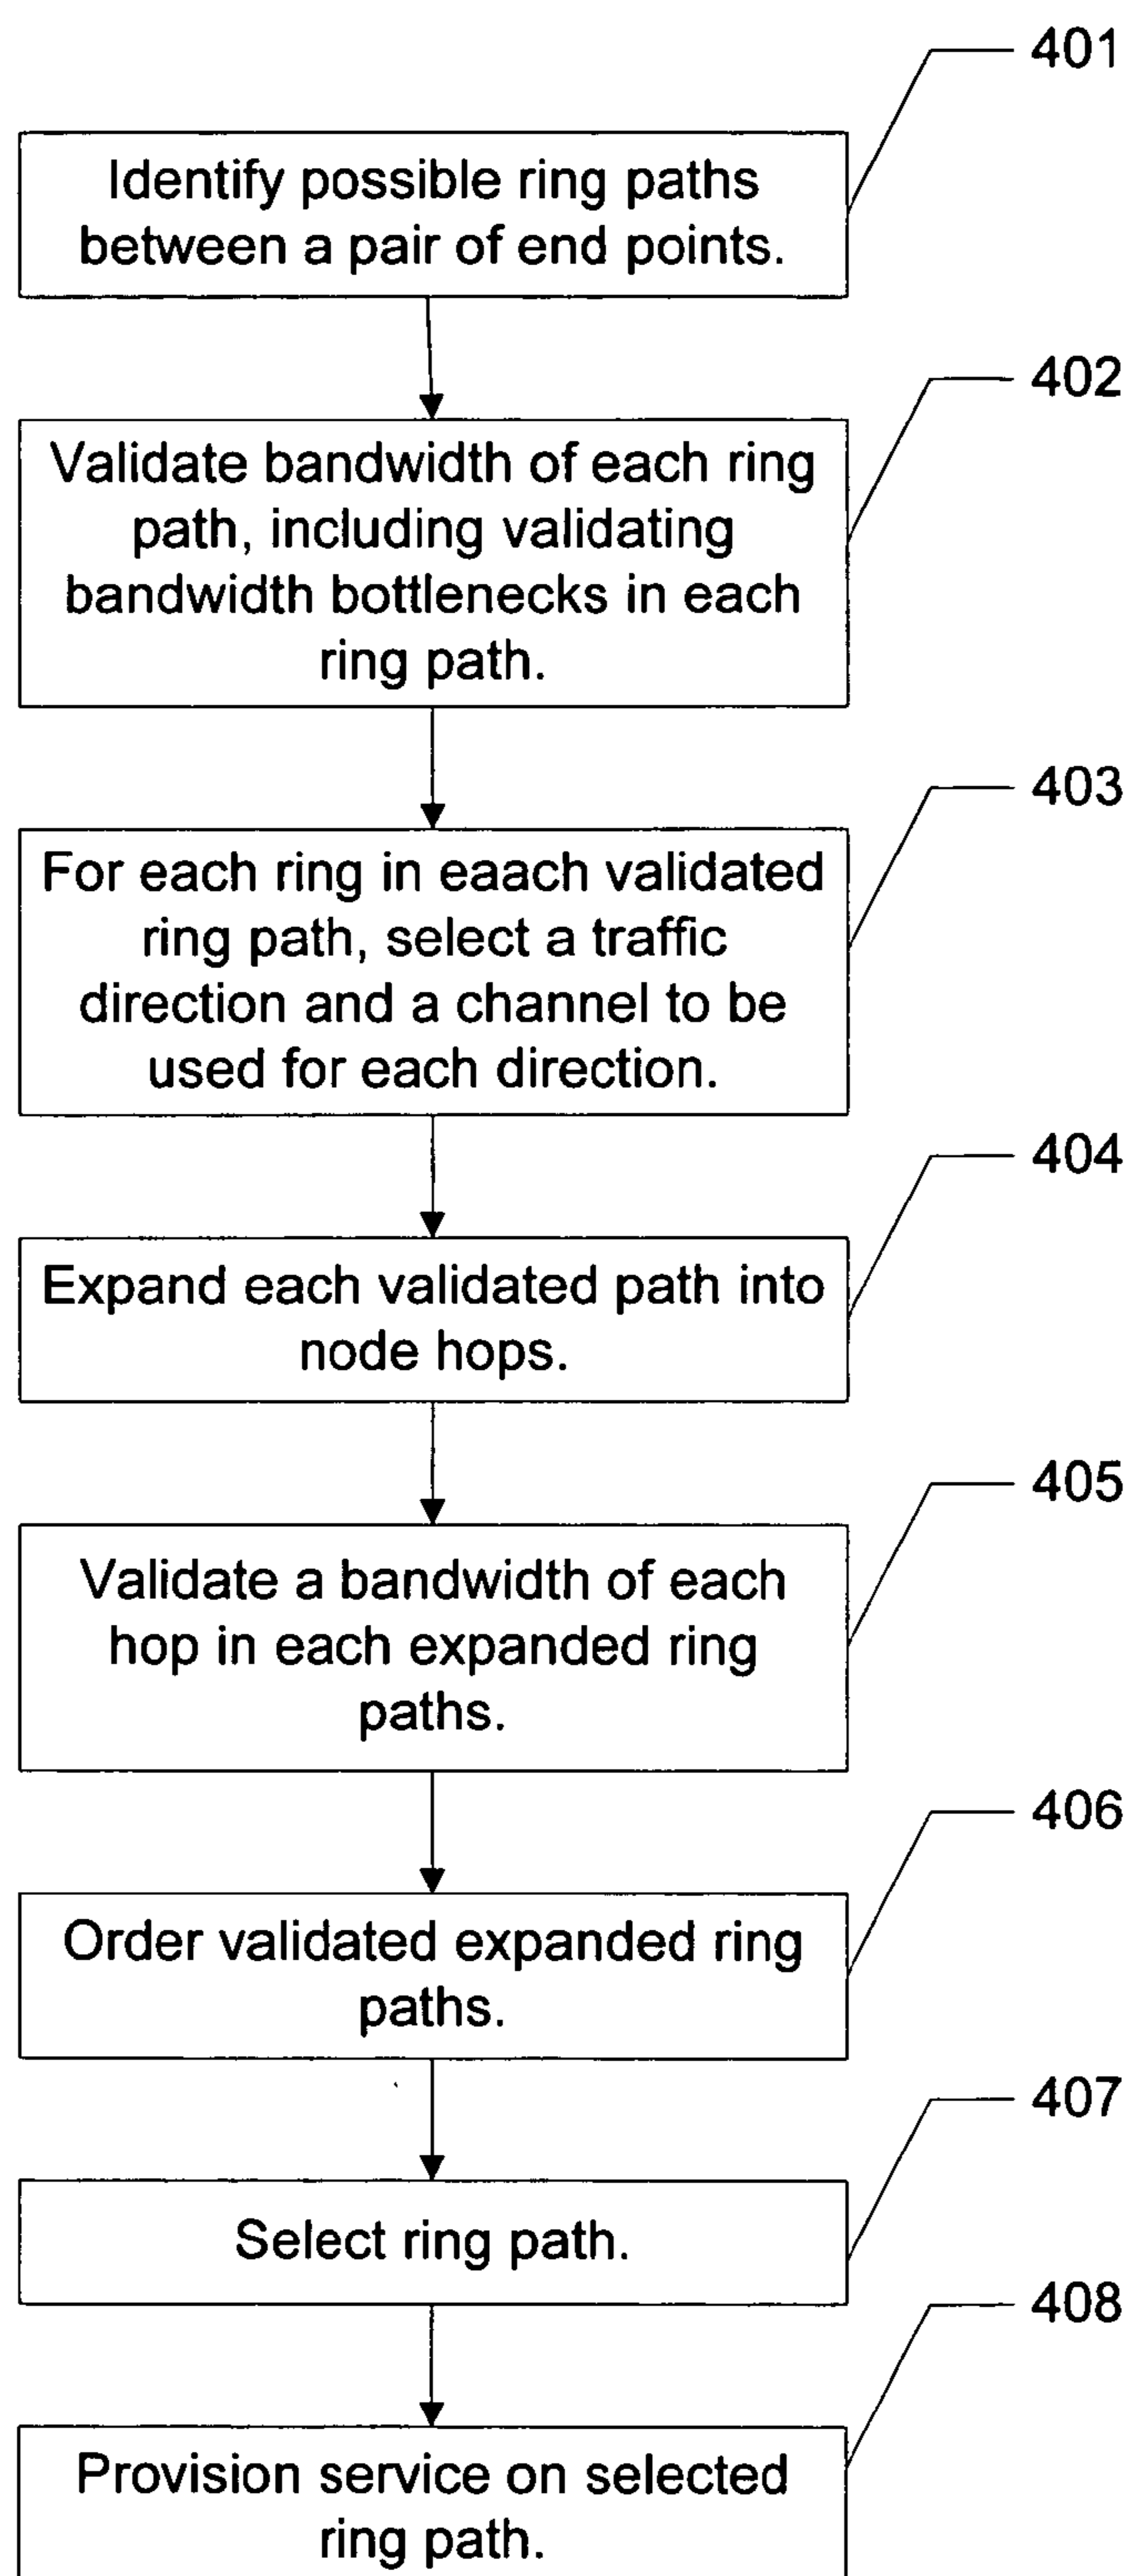 401
Identify possible ring paths
between a pair of end points.
402
Validate bandwidth of each ring
path, including validating
bandwidth bottlenecks in each
ring path.
403
For each ring in eaach validated
ring path, select a traffic
direction and a channel to be
used for each direction.
404
Expand each validated path into
node hops.
405
Validate a bandwidth of each
hop in each expanded ring
paths.
406
Order validated expanded ring
paths.
407
Select ring path.
408
Provision service on selected
ring path.